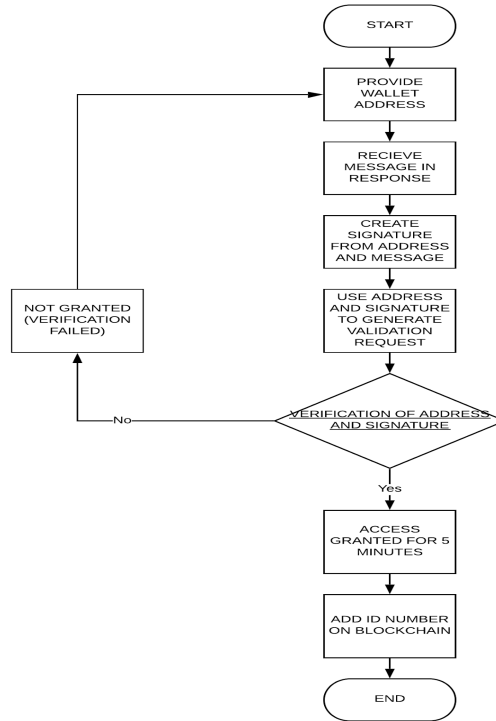 START
PROVIDE
WALLET
ADDRESS
RECIEVE
MESSAGE IN
RESPONSE
CREATE
SIGNATURE
FROM ADDRESS
AND MESSAGE
USE ADDRESS
AND SIGNATURE
TO GENERATE
VALIDATION
REQUEST
NOT GRANTED
(VERIFICATION
FAILED)
VERIFICATION OF ADDRESS
AND SIGNATURE
No
Yes
ACCESS
GRANTED FOR 5
MINUTES
ADD ID NUMBER
ON BLOCKCHAIN
END